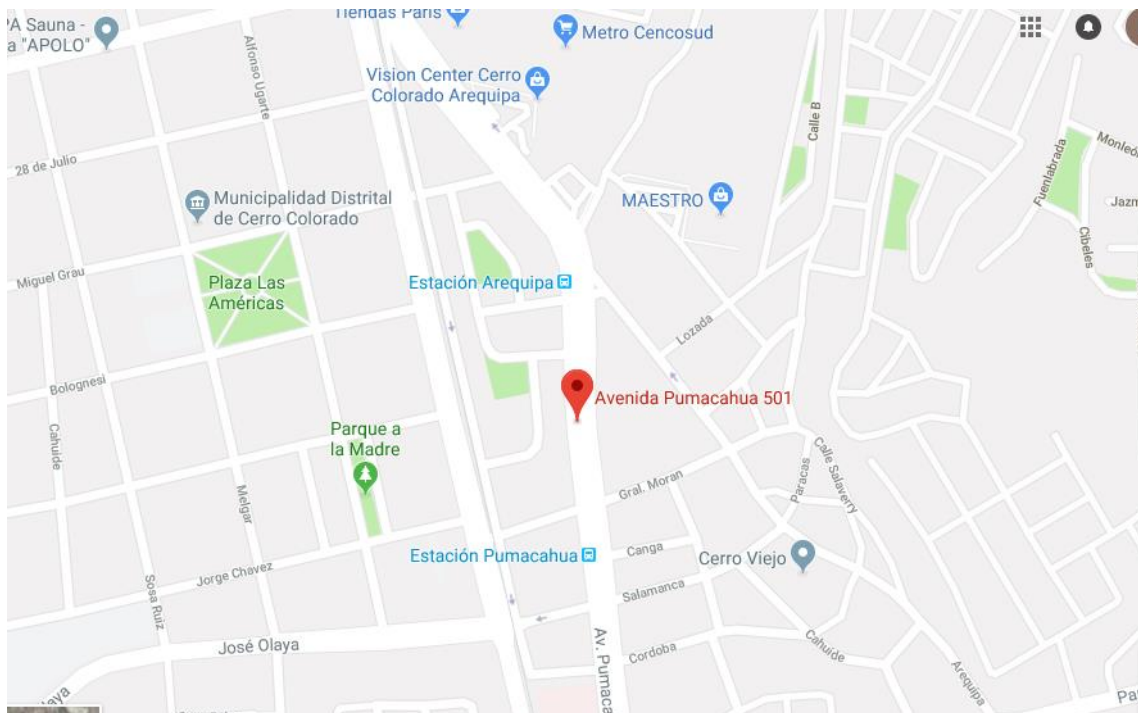 PA Sauna -
a "APOLO"
Tiendas Paris
Metro Cencosud
Vision Center Cerro
Colorado Arequipa
Alfonso Ugarte
28 de Julio
Calle B
Fuenlabrada
Municipalidad Distrital
de Cerro Colorado
MAESTRO
Cibeles
Miguel Grau
Plaza Las
Américas
Estación Arequipa
Lozada
Bolognesi
Avenida Pumacahua 501
Cahuide
Parque a
la Madre
Melgar
Gral. Moran
Paracas
Calle Salaverry
Jorge Chavez
Estación Pumacahua
Canga
Cerro Viejo
Salamanca
Sosa Ruiz
José Olaya
Av. Pumaca
Cordoba
Cahuide
Arequipa